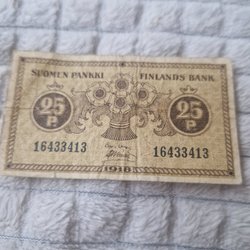 SUOMEN PANKKI FINLANDS BANK
25 P 25 P
16433413 16433413
1918